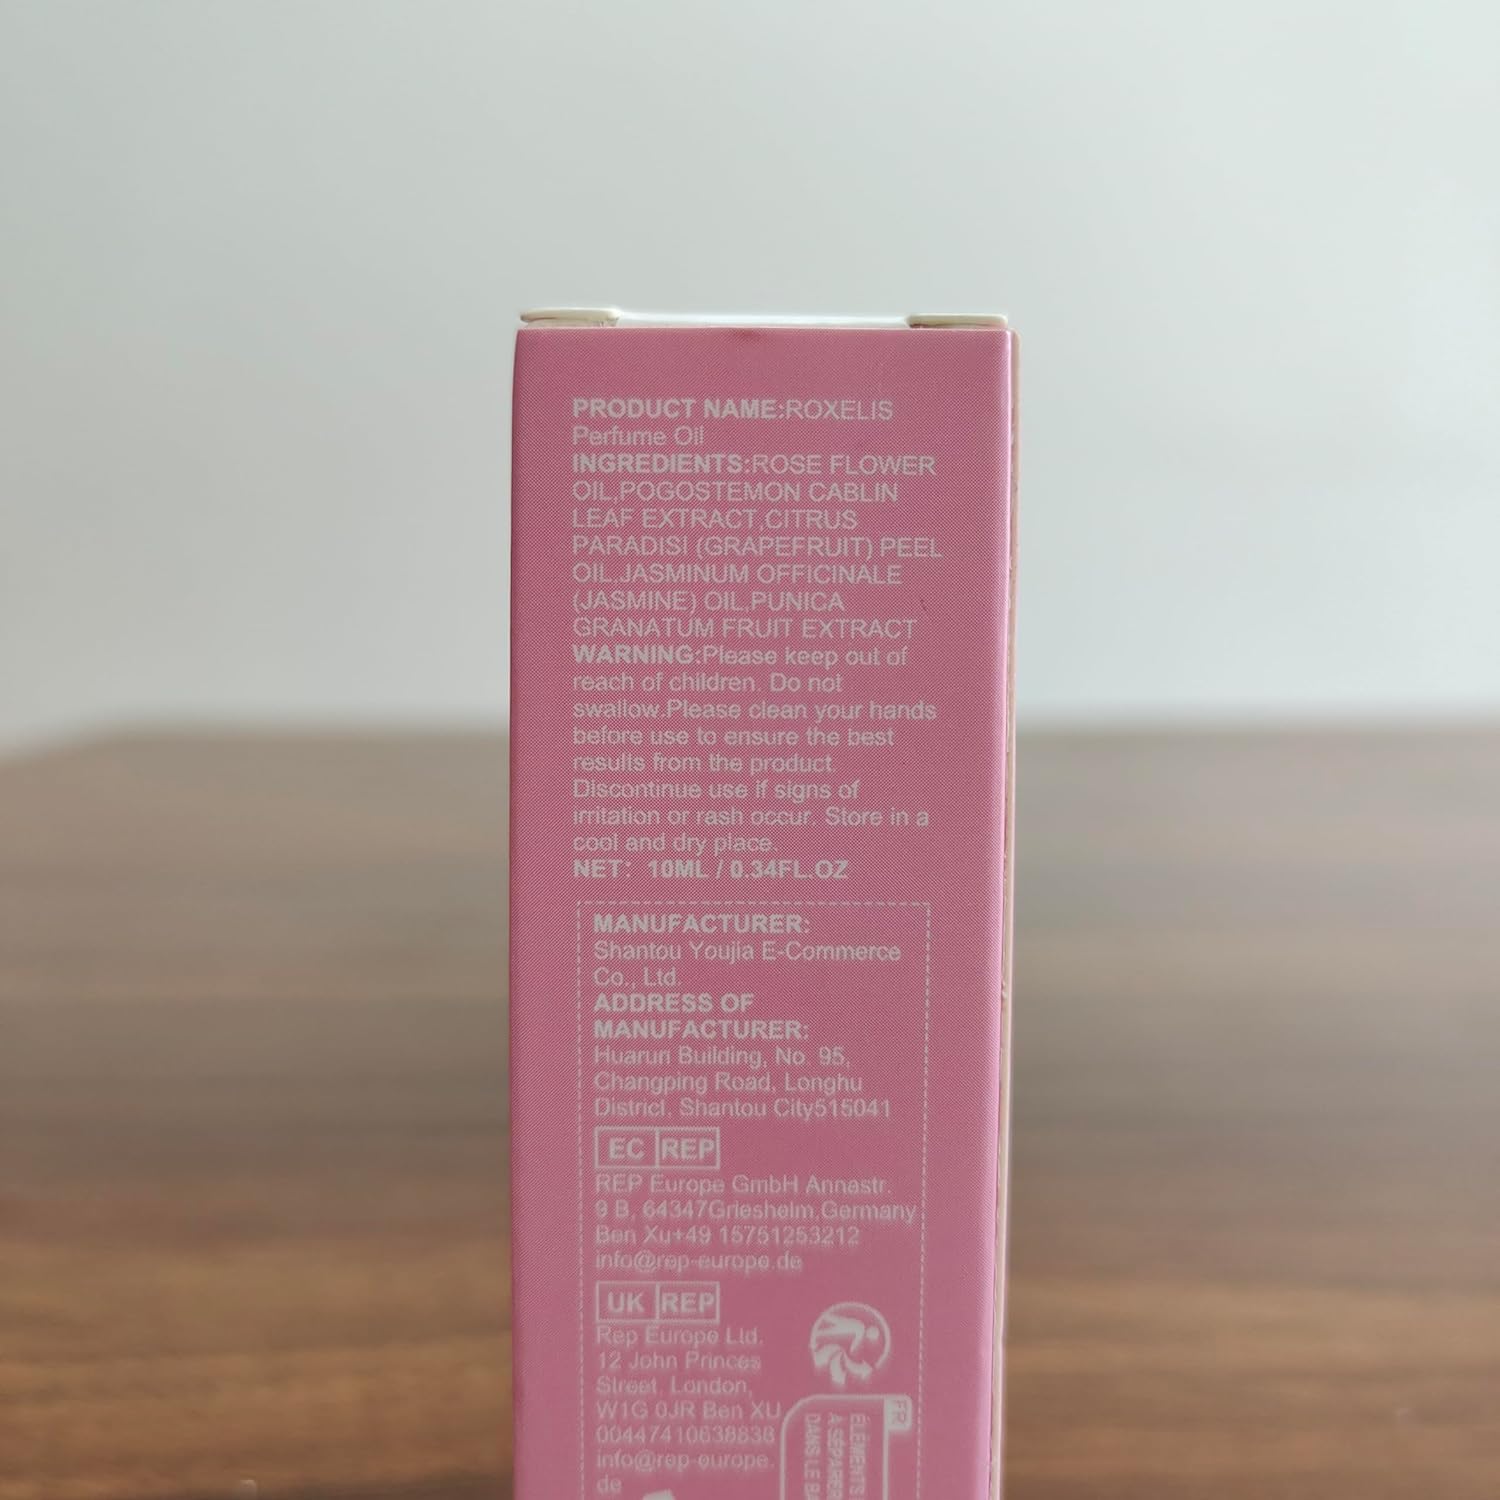 PRODUCT NAME:ROXELIS
Perfume Oil
INGREDIENTS:ROSE FLOWER
OIL,POGOSTEMON CABLIN
LEAF EXTRACT,CITRUS
PARADISI (GRAPEFRUIT) PEEL
OIL,JASMINUM OFFICINALE
(JASMINE) OIL,PUNICA
GRANATUM FRUIT EXTRACT
WARNING:Please keep out of
reach of children. Do not
swallow.Please clean your hands
before use to ensure the best
results from the product.
Discontinue use if signs of
irritation or rash occur. Store in a
cool and dry place.
NET: 10ML / 0.34FL.OZ
MANUFACTURER:
Shantou Youjia E-Commerce
Co., Ltd.
ADDRESS OF
MANUFACTURER:
Huarun Building, No. 95,
Changping Road, Longhu
District, Shantou City515041
EC REP
REP Europe GmbH Annastr.
9 B, 64347Griesheim,Germany
Ben Xu+49 15751253212
info@rep-europe.de
UK REP
Rep Europe Ltd.
12 John Princes
Street, London,
W1G 0JR Ben XU
00447410638838
info@rep-europe.
de
FR
ÉLÉMENTS
À SÉPARER
DANS LE BA